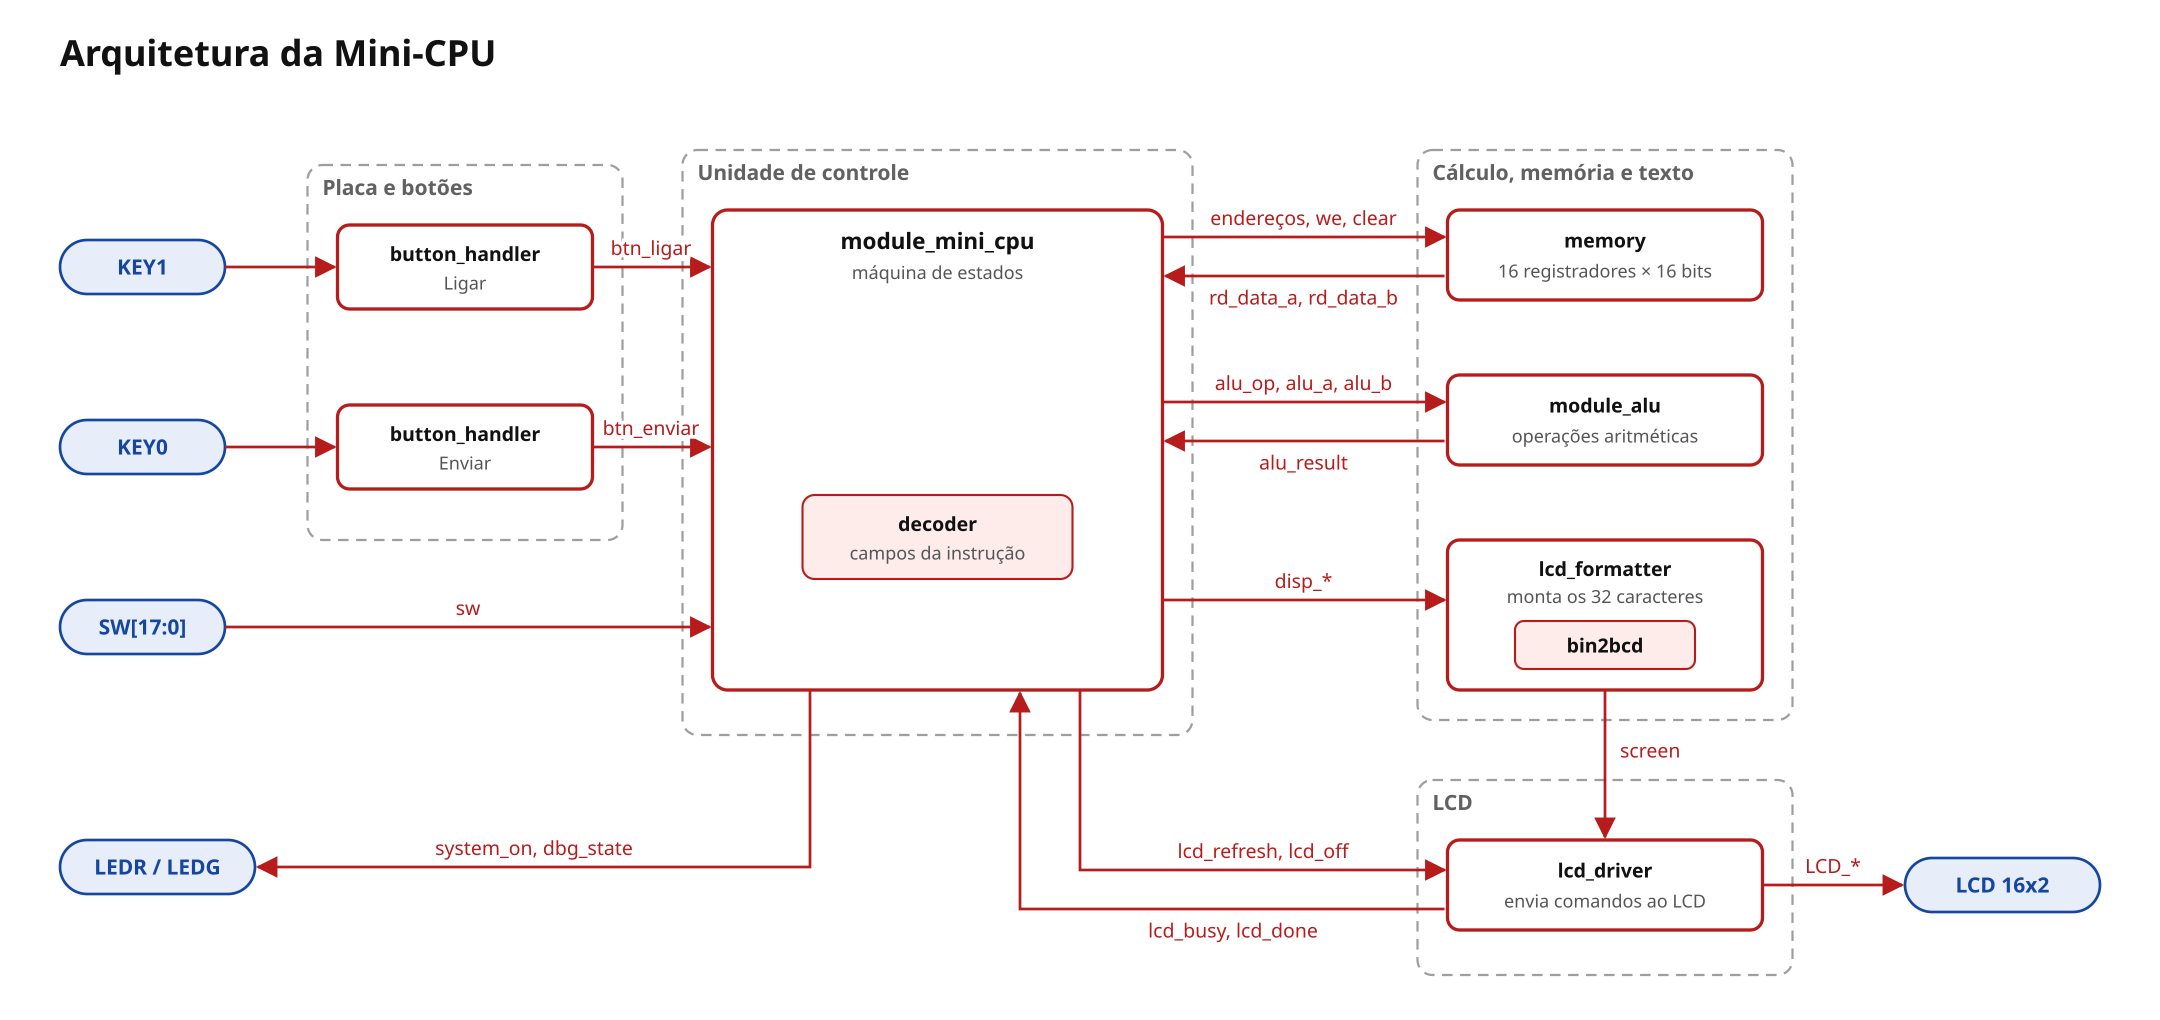 Arquitetura da Mini-CPU
Placa e botões
KEY1
button_handler
Ligar
btn_ligar
KEY0
button_handler
Enviar
btn_enviar
SW[17:0]
sw
Unidade de controle
module_mini_cpu
máquina de estados
decoder
campos da instrução
endereços, we, clear
rd_data_a, rd_data_b
alu_op, alu_a, alu_b
alu_result
disp_*
Cálculo, memória e texto
memory
16 registradores × 16 bits
module_alu
operações aritméticas
lcd_formatter
monta os 32 caracteres
bin2bcd
screen
LEDR / LEDG
system_on, dbg_state
lcd_refresh, lcd_off
lcd_busy, lcd_done
LCD
lcd_driver
envia comandos ao LCD
LCD_*
LCD 16x2